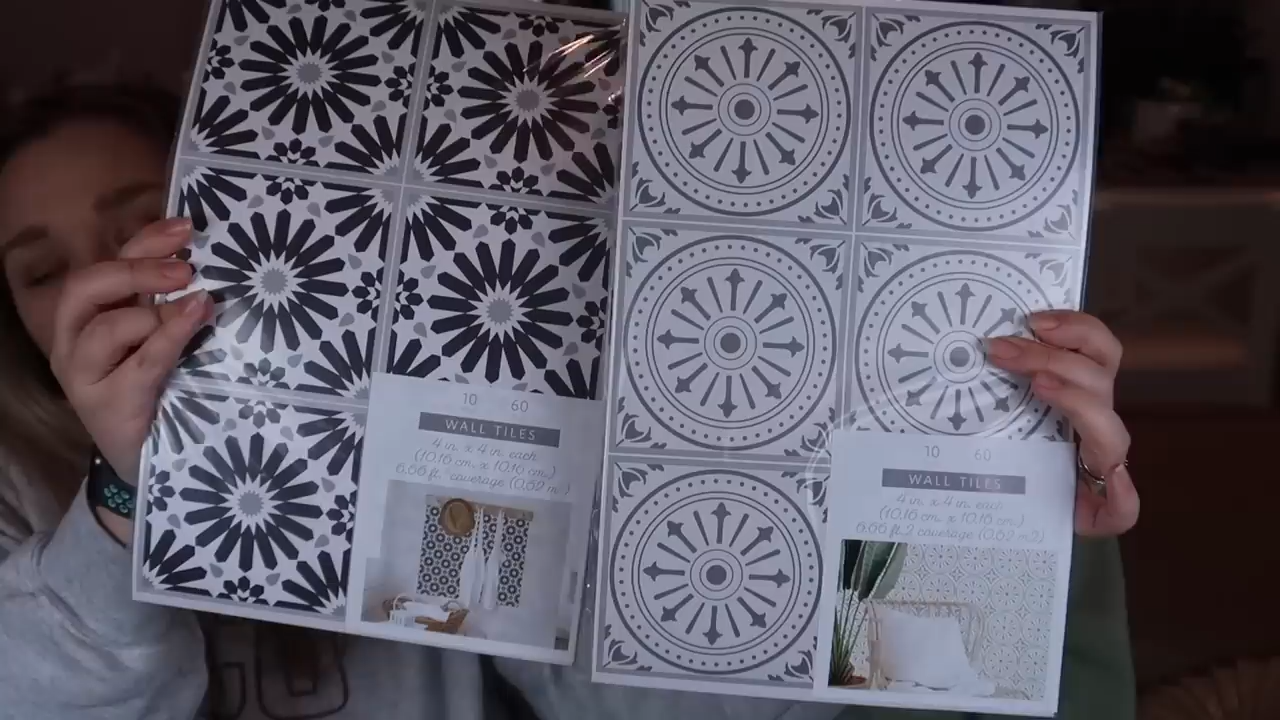 10 60
WALL TILES
4 in. x 4 in. each
(10.16 cm. x 10.16 cm.)
6.66 ft.² coverage (0.62 m.²)
10 60
WALL TILES
4 in. x 4 in. each
(10.16 cm. x 10.16 cm.)
6.66 ft.2 coverage (0.62 m.2)